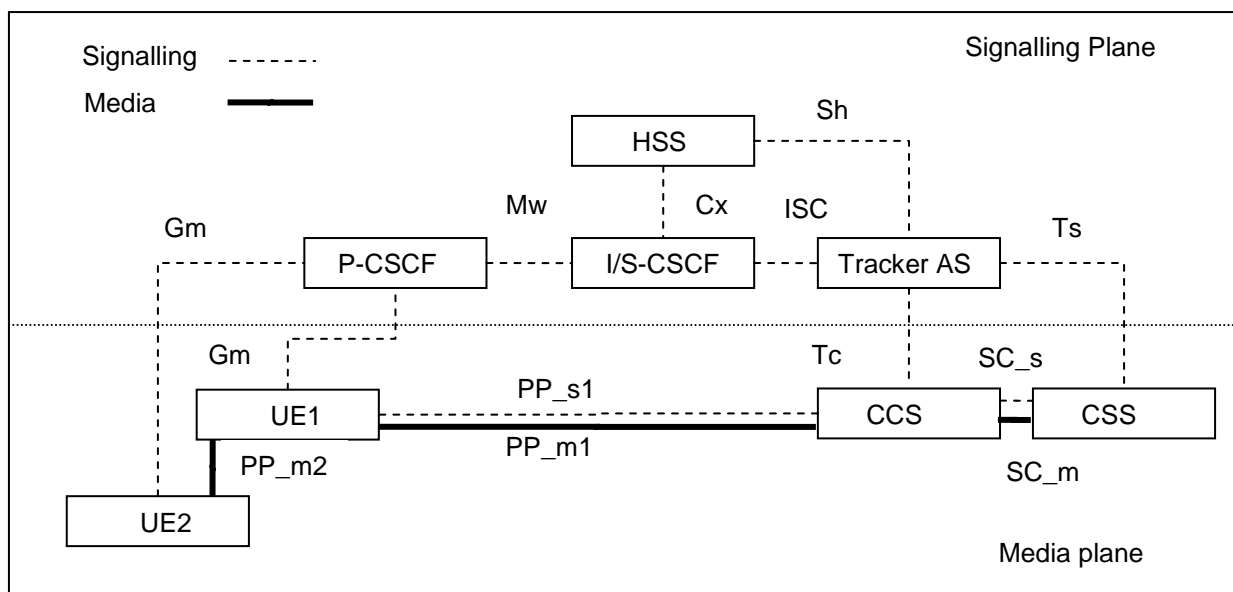 Signalling
Signalling Plane
Media
Sh
HSS
Mw
Cx
ISC
Gm
Ts
P-CSCF
I/S-CSCF
Tracker AS
Gm
Tc
SC_s
PP_s1
UE1
CCS
CSS
PP_m1
PP_m2
SC_m
UE2
Media plane